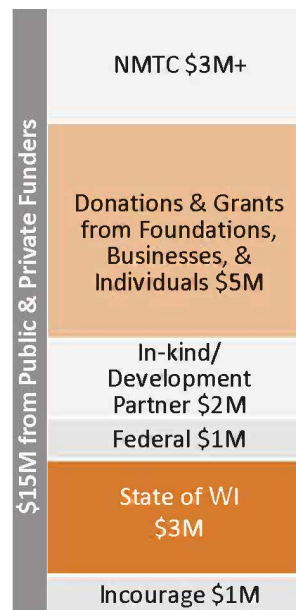 $15M from Public & Private Funders
NMTC $3M+
Donations & Grants
from Foundations,
Businesses, &
Individuals $5M
In-kind/
Development
Partner $2M
Federal $1M
State of WI
$3M
Incourage $1M